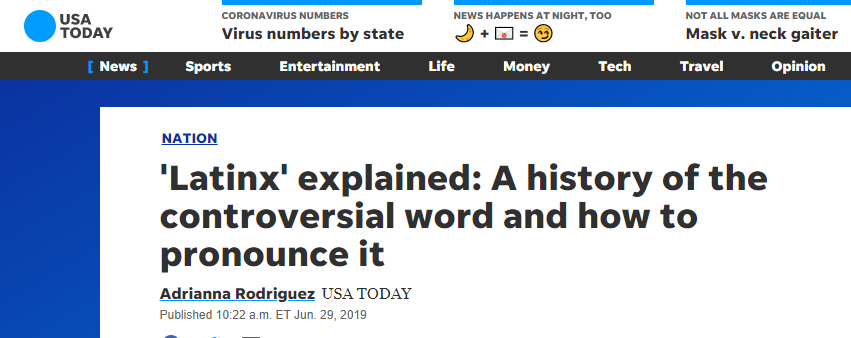 USA
TODAY
CORONAVIRUS NUMBERS
Virus numbers by state
NEWS HAPPENS AT NIGHT, TOO
🌙 + 💌 = 😏
NOT ALL MASKS ARE EQUAL
Mask v. neck gaiter
[ News ] Sports Entertainment Life Money Tech Travel Opinion
NATION
'Latinx' explained: A history of the
controversial word and how to
pronounce it
Adrianna Rodriguez USA TODAY
Published 10:22 a.m. ET Jun. 29, 2019